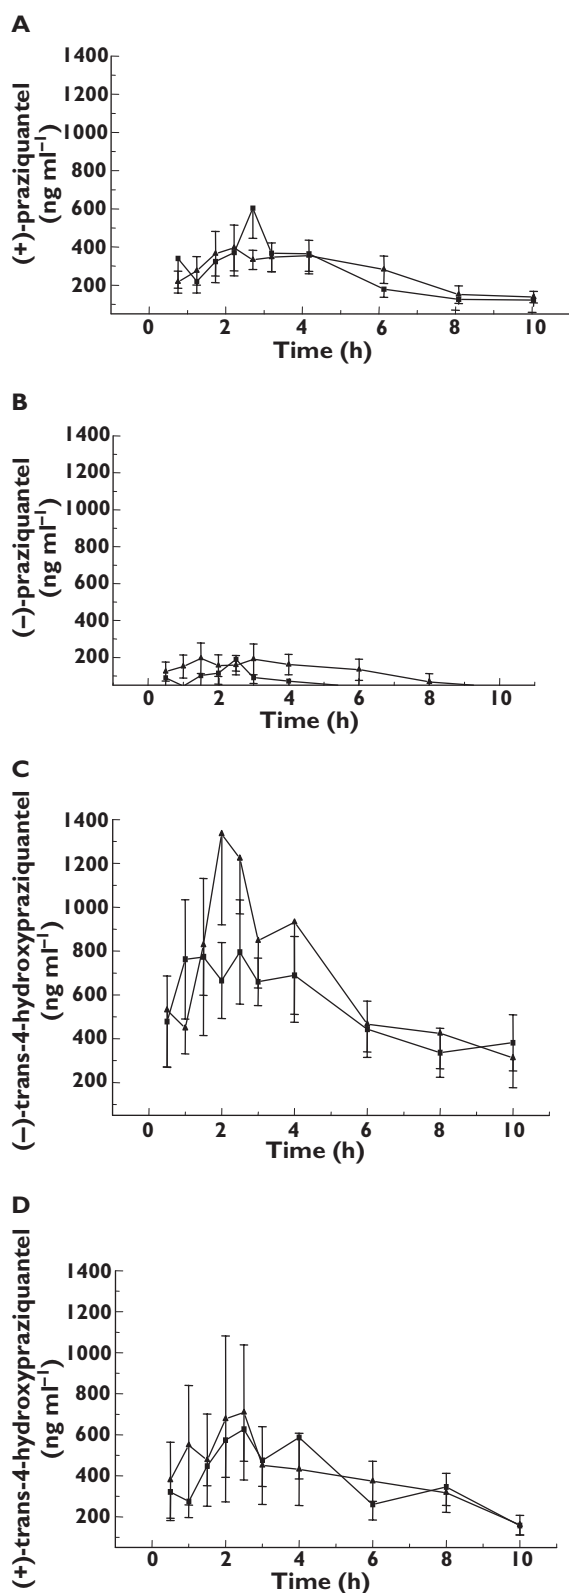 A
1400
1200
1000
800
600
400
200
0 2 4 6 8 10
Time (h)
(+)-praziquantel
(ng ml⁻¹)
B
1400
1200
1000
800
600
400
200
0 2 4 6 8 10
Time (h)
(−)-praziquantel
(ng ml⁻¹)
C
1400
1200
1000
800
600
400
200
0 2 4 6 8 10
Time (h)
(−)-trans-4-hydroxypraziquantel
(ng ml⁻¹)
D
1400
1200
1000
800
600
400
200
0 2 4 6 8 10
Time (h)
(+)-trans-4-hydroxypraziquantel
(ng ml⁻¹)